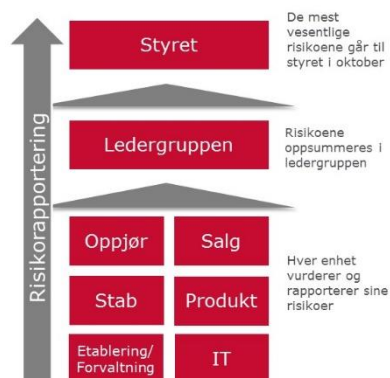 Risikorapportering
Styret
De mest
vesentlige
risikoene går til
styret i oktober
Ledergruppen
Risikoene
oppsummeres i
ledergruppen
Oppjør
Salg
Stab
Produkt
Etablering/
Forvaltning
IT
Hver enhet
vurderer og
rapporterer sine
risikoer